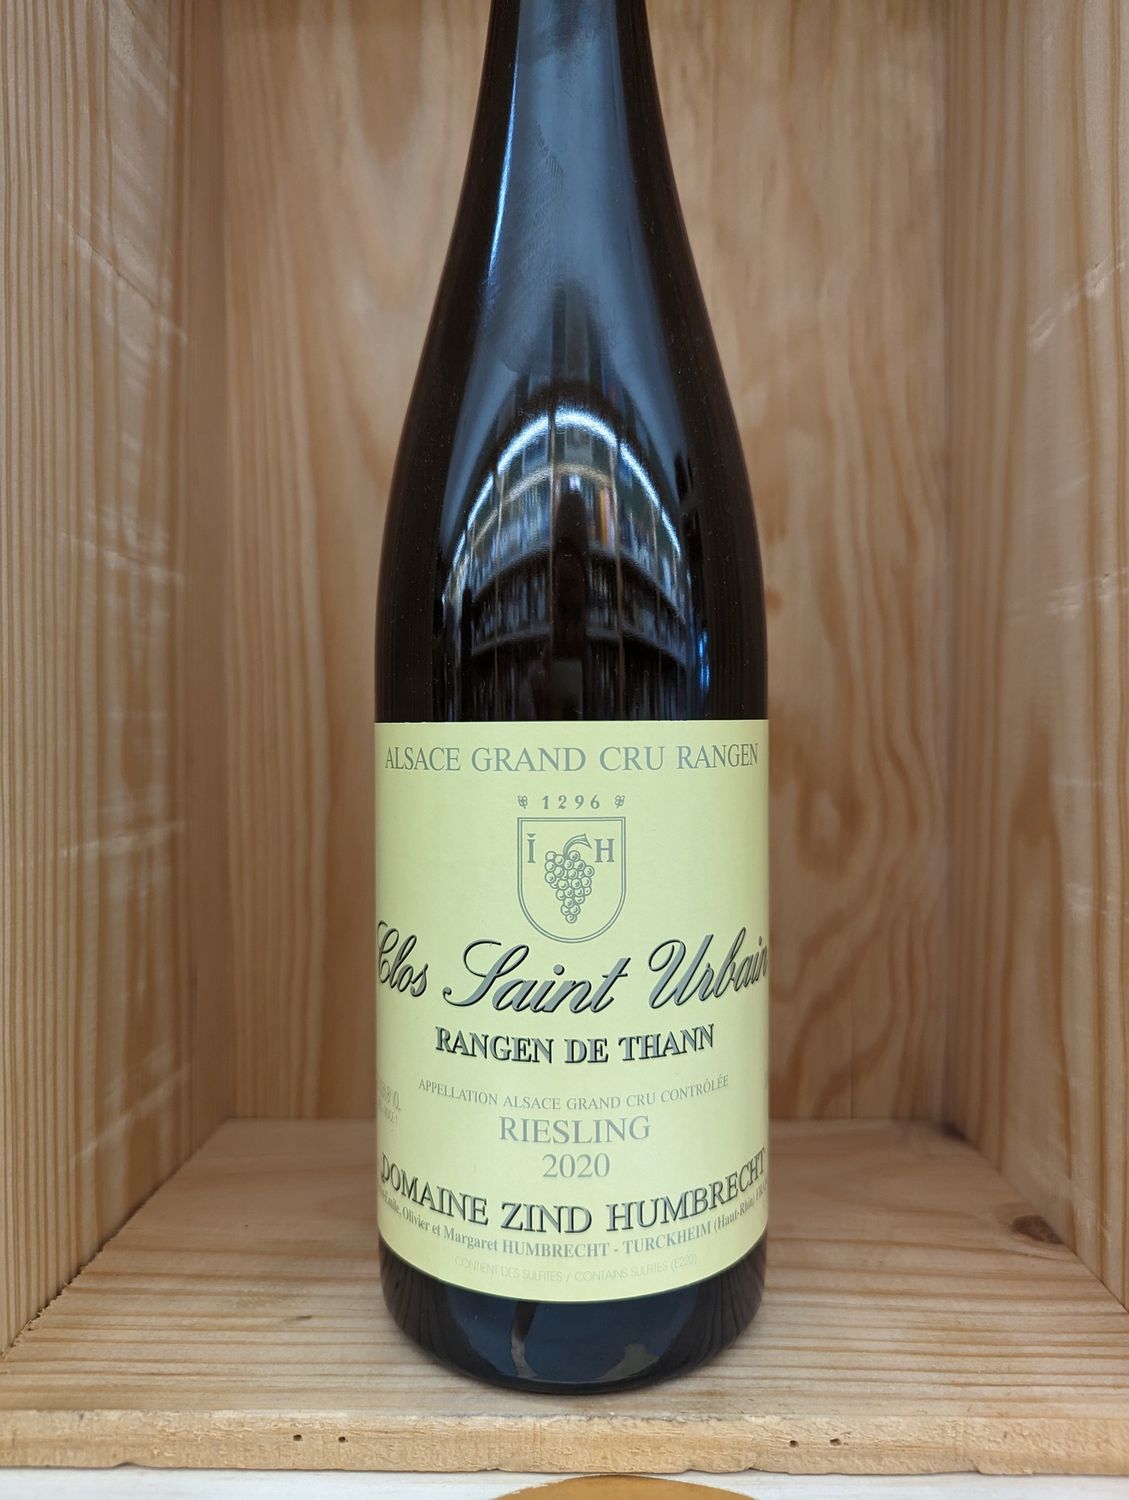 ALSACE GRAND CRU RANGEN
1296
I H
Clos Saint Urbain
RANGEN DE THANN
APPELLATION ALSACE GRAND CRU CONTRÔLÉE
RIESLING
2020
DOMAINE ZIND HUMBRECHT
Olivier et Margaret HUMBRECHT - TURCKHEIM (Haut-Rhin)
CONTIENT DES SULFITES / CONTAINS SULFITES (E220)